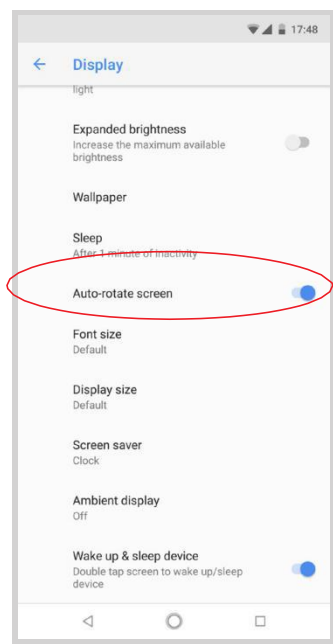 17:48
Display
light
Expanded brightness
Increase the maximum available
brightness
Wallpaper
Sleep
After 1 minute of inactivity
Auto-rotate screen
Font size
Default
Display size
Default
Screen saver
Clock
Ambient display
Off
Wake up & sleep device
Double tap screen to wake up/sleep
device